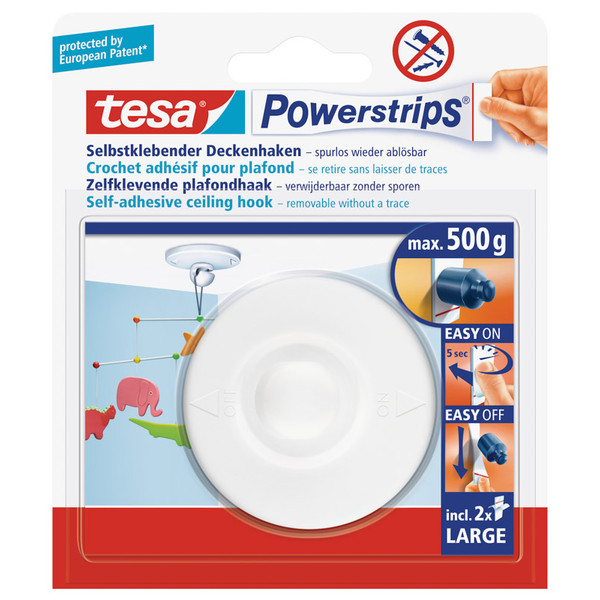 protected by
European Patent*
tesa®
Powerstrips®
Selbstklebender Deckenhaken – spurlos wieder ablösbar
Crochet adhésif pour plafond – se retire sans laisser de traces
Zelfklevende plafondhaak – verwijderbaar zonder sporen
Self-adhesive ceiling hook – removable without a trace
max. 500 g
EASY ON
5 sec
OFF
ON
EASY OFF
incl. 2x
LARGE